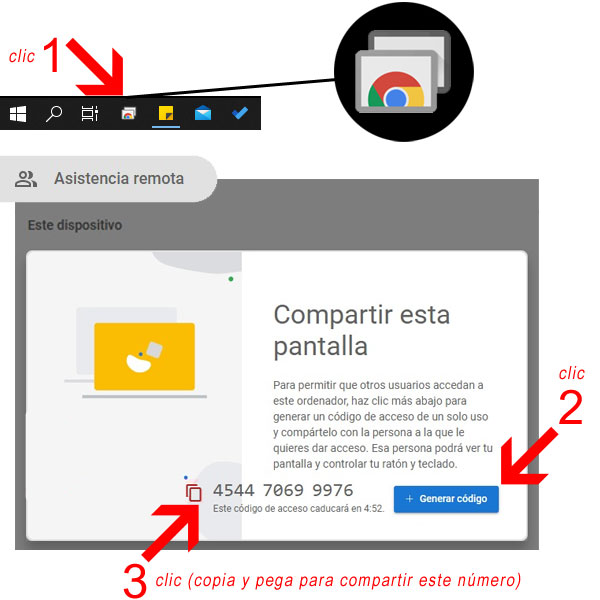 clic 1
Asistencia remota
Este dispositivo
Compartir esta
pantalla
Para permitir que otros usuarios accedan a
este ordenador, haz clic más abajo para
generar un código de acceso de un solo uso
y compártelo con la persona a la que le
quieres dar acceso. Esa persona podrá ver tu
pantalla y controlar tu ratón y teclado.
clic
2
4544 7069 9976
Este código de acceso caducará en 4:52.
+ Generar código
3 clic (copia y pega para compartir este número)